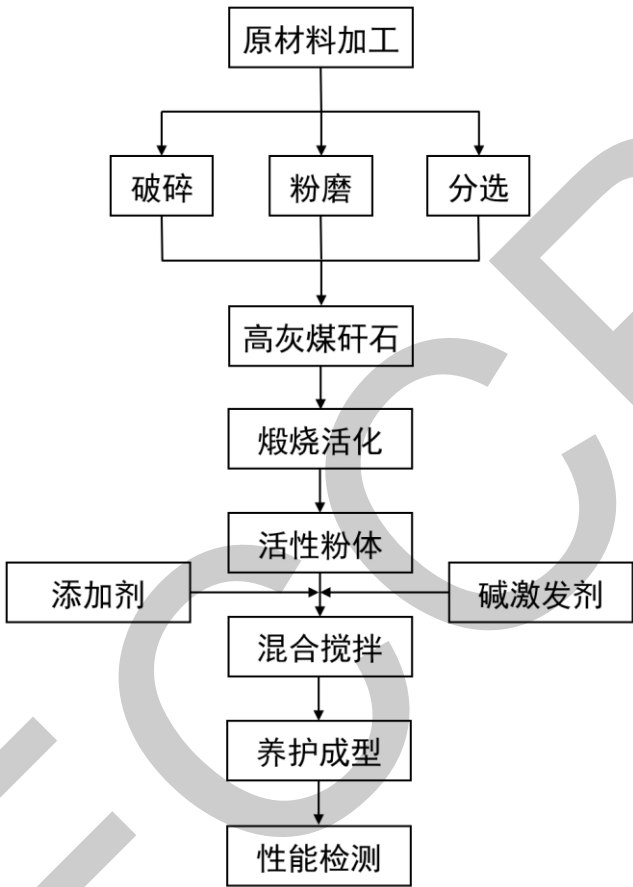 原材料加工
破碎
粉磨
分选
高灰煤矸石
煅烧活化
活性粉体
添加剂
碱激发剂
混合搅拌
养护成型
性能检测